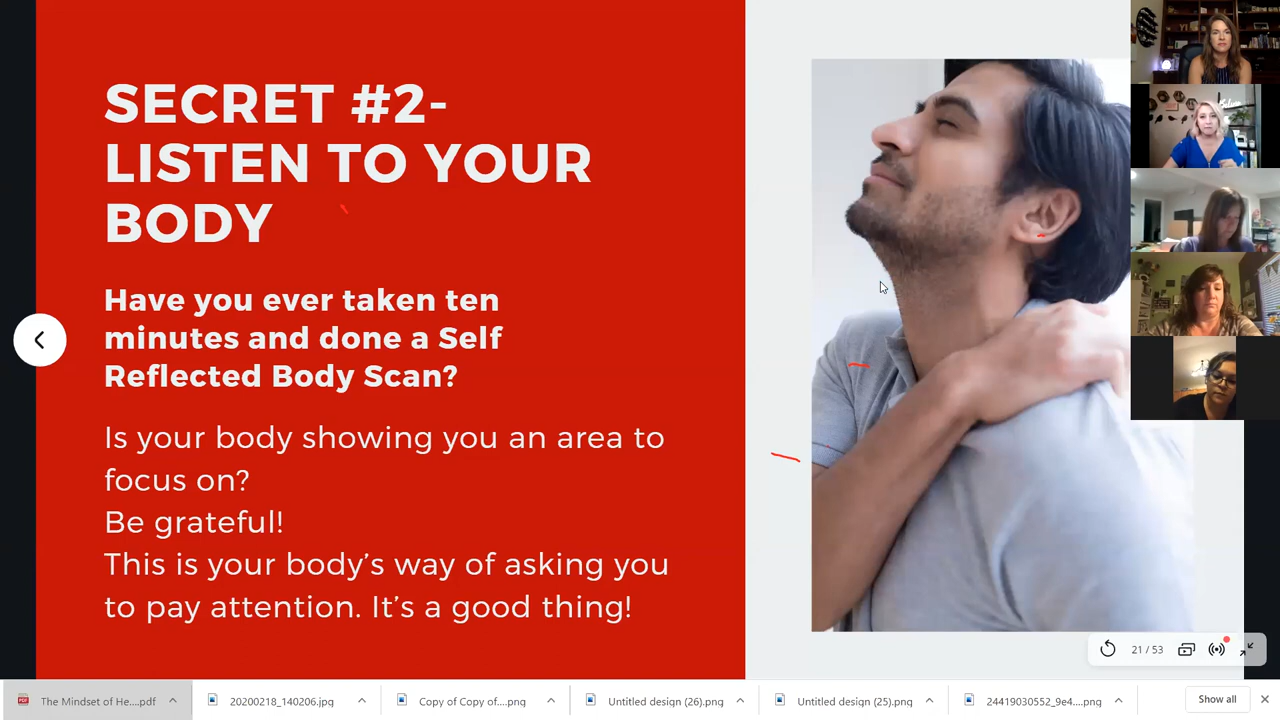 SECRET #2-
LISTEN TO YOUR
BODY
Have you ever taken ten
minutes and done a Self
Reflected Body Scan?
Is your body showing you an area to
focus on?
Be grateful!
This is your body’s way of asking you
to pay attention. It’s a good thing!
21 / 53
The Mindset of He....pdf
20200218_140206.jpg
Copy of Copy of....png
Untitled design (26).png
Untitled design (25).png
24419030552_9e4....png
Show all